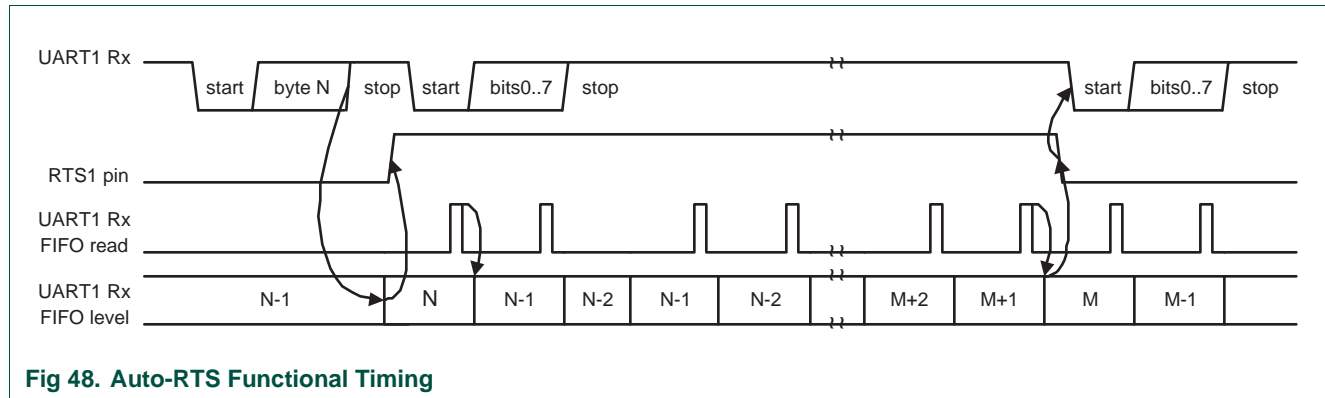 UART1 Rx
start byte N stop start bits0..7 stop start bits0..7 stop
RTS1 pin
UART1 Rx
FIFO read
UART1 Rx
FIFO level
N-1 N N-1 N-2 N-1 N-2 M+2 M+1 M M-1
Fig 48. Auto-RTS Functional Timing